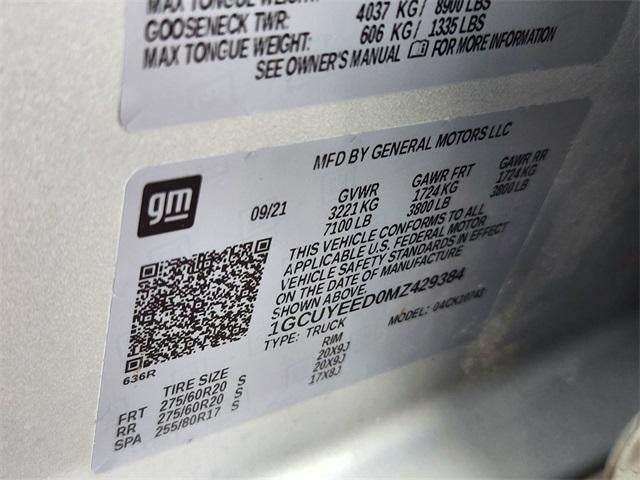 MAX TONGUE WEIGHT:
GOOSENECK TWR: 4037 KG/ 8900 LBS
MAX TONGUE WEIGHT: 606 KG/ 1335 LBS
SEE OWNER'S MANUAL FOR MORE INFORMATION
MFD BY GENERAL MOTORS LLC
gm
09/21
GVWR GAWR FRT GAWR RR
3221 KG 1724 KG 1724 KG
7100 LB 3800 LB 3800 LB
THIS VEHICLE CONFORMS TO ALL
APPLICABLE U.S. FEDERAL MOTOR
VEHICLE SAFETY STANDARDS IN EFFECT
ON THE DATE OF MANUFACTURE
SHOWN ABOVE.
1GCUYEED0MZ429384
TYPE: TRUCK MODEL:
636R
TIRE SIZE RIM
FRT 275/60R20 S 20X9J
RR 275/60R20 S 20X9J
SPA 255/80R17 S 17X8J